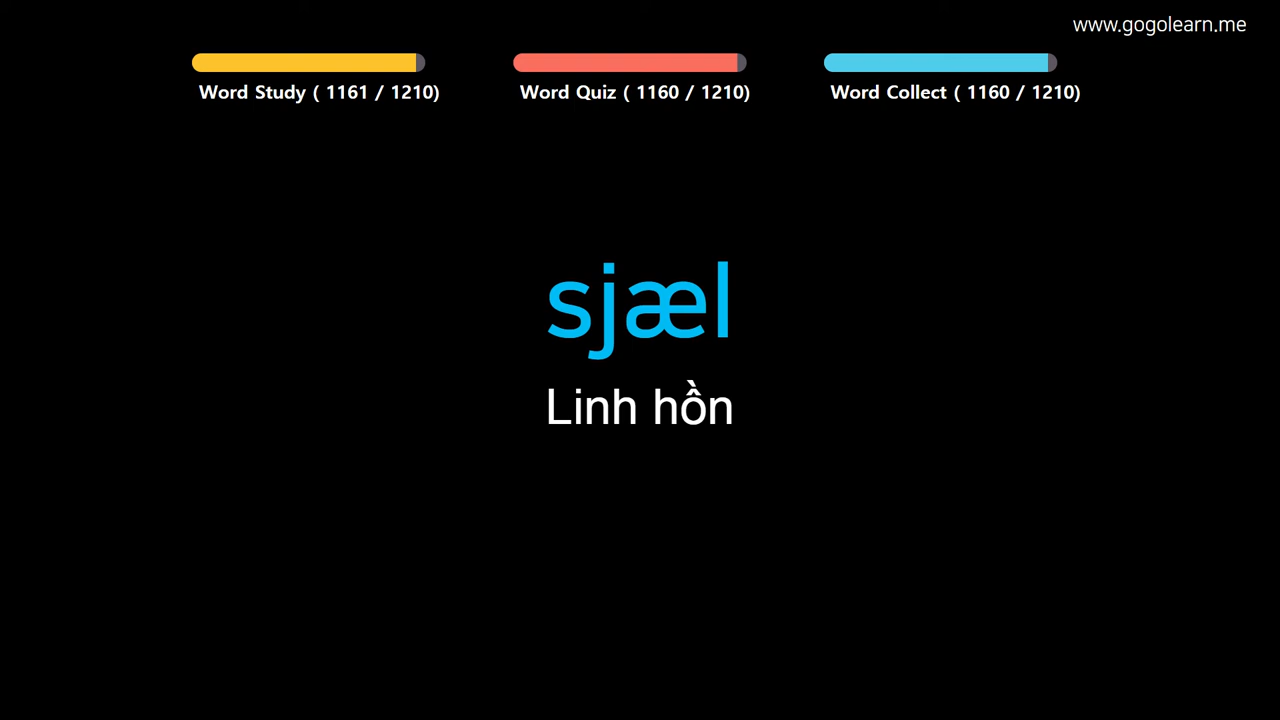 www.gogolearn.me
Word Study ( 1161 / 1210)
Word Quiz ( 1160 / 1210)
Word Collect ( 1160 / 1210)
sjæl
Linh hồn